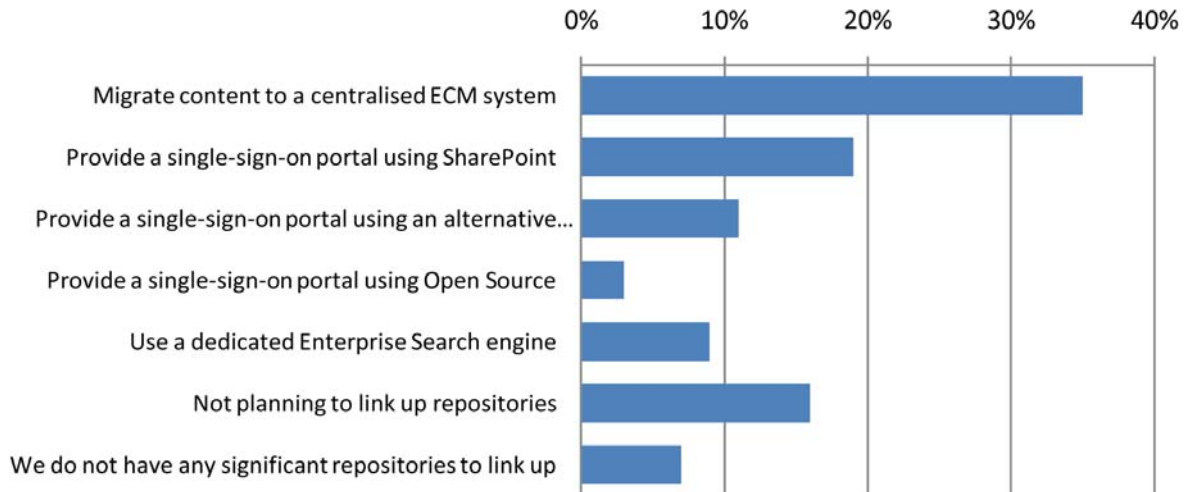 0% 10% 20% 30% 40%
Migrate content to a centralised ECM system
Provide a single-sign-on portal using SharePoint
Provide a single-sign-on portal using an alternative...
Provide a single-sign-on portal using Open Source
Use a dedicated Enterprise Search engine
Not planning to link up repositories
We do not have any significant repositories to link up